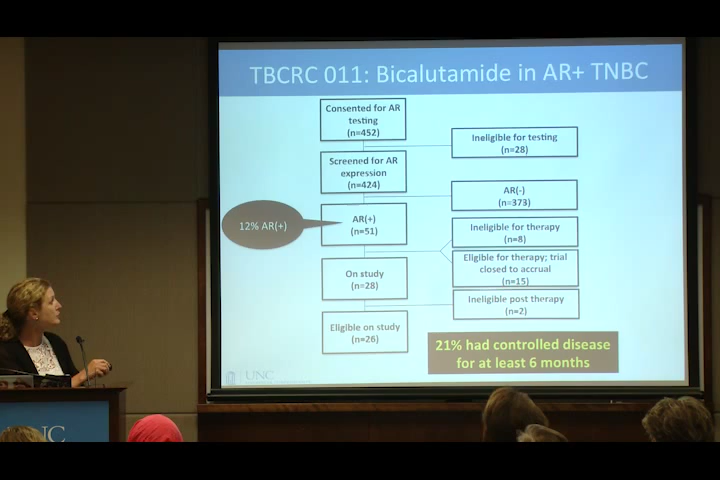 TBCRC 011: Bicalutamide in AR+ TNBC
Consented for AR
testing
(n=452)
Ineligible for testing
(n=28)
Screened for AR
expression
(n=424)
AR(-)
(n=373)
12% AR(+)
AR(+)
(n=51)
Ineligible for therapy
(n=8)
Eligible for therapy; trial
closed to accrual
(n=15)
On study
(n=28)
Ineligible post therapy
(n=2)
Eligible on study
(n=26)
21% had controlled disease
for at least 6 months
UNC
NC